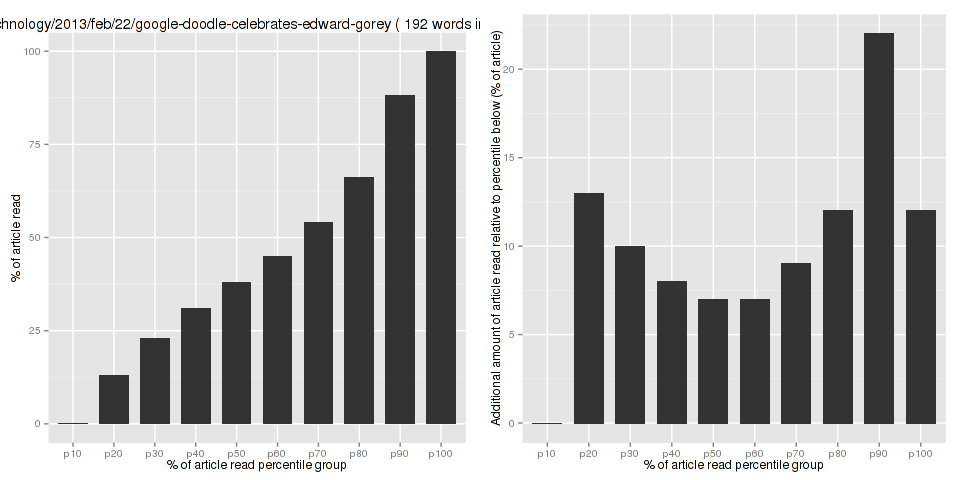 chnology/2013/feb/22/google-doodle-celebrates-edward-gorey ( 192 words in
% of article read
100
75
50
25
0
p10 p20 p30 p40 p50 p60 p70 p80 p90 p100
% of article read percentile group
Additional amount of article read relative to percentile below (% of article)
20
15
10
5
0
p10 p20 p30 p40 p50 p60 p70 p80 p90 p100
% of article read percentile group